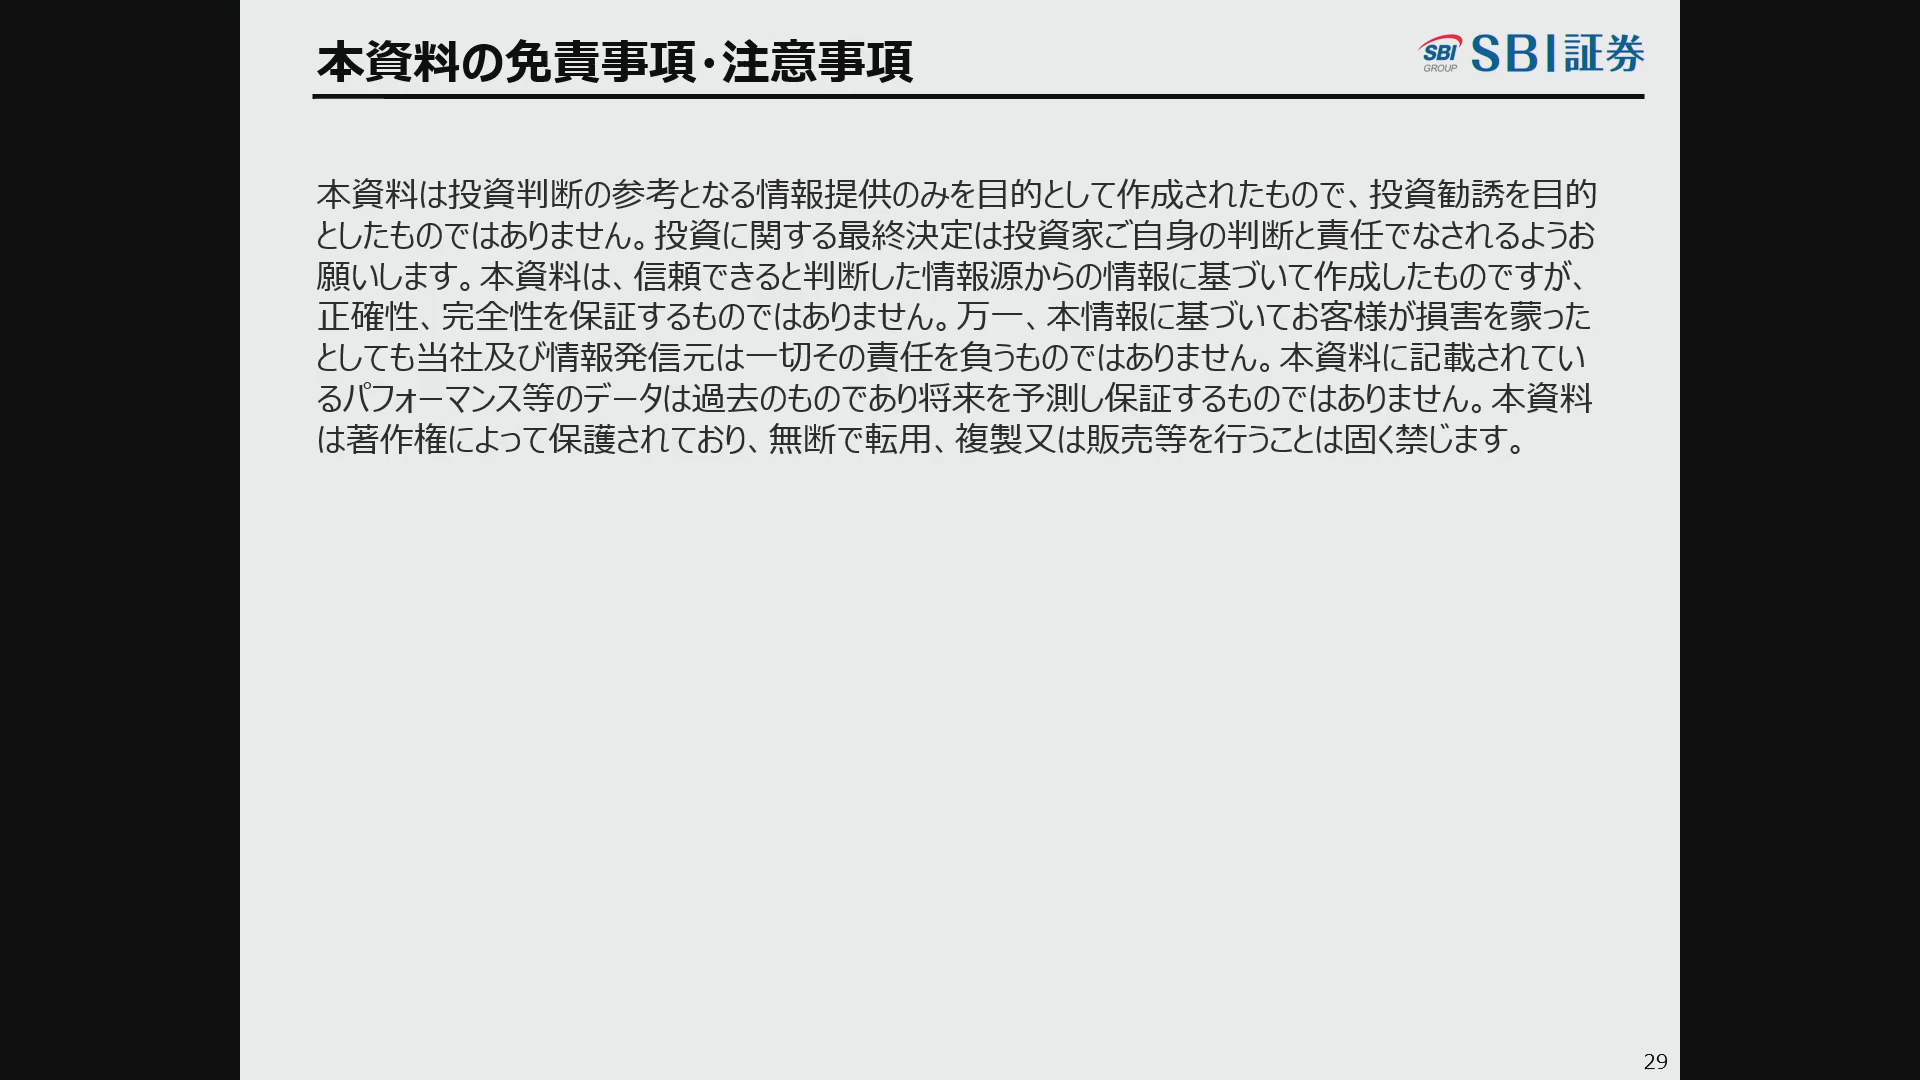 本資料の免責事項･注意事項
SBI
GROUP
SBI証券
本資料は投資判断の参考となる情報提供のみを目的として作成されたもので、投資勧誘を目的
としたものではありません。投資に関する最終決定は投資家ご自身の判断と責任でなされるようお
願いします。本資料は、信頼できると判断した情報源からの情報に基づいて作成したものですが、
正確性、完全性を保証するものではありません。万一、本情報に基づいてお客様が損害を蒙った
としても当社及び情報発信元は一切その責任を負うものではありません。本資料に記載されてい
るパフォーマンス等のデータは過去のものであり将来を予測し保証するものではありません。本資料
は著作権によって保護されており、無断で転用、複製又は販売等を行うことは固く禁じます。
29